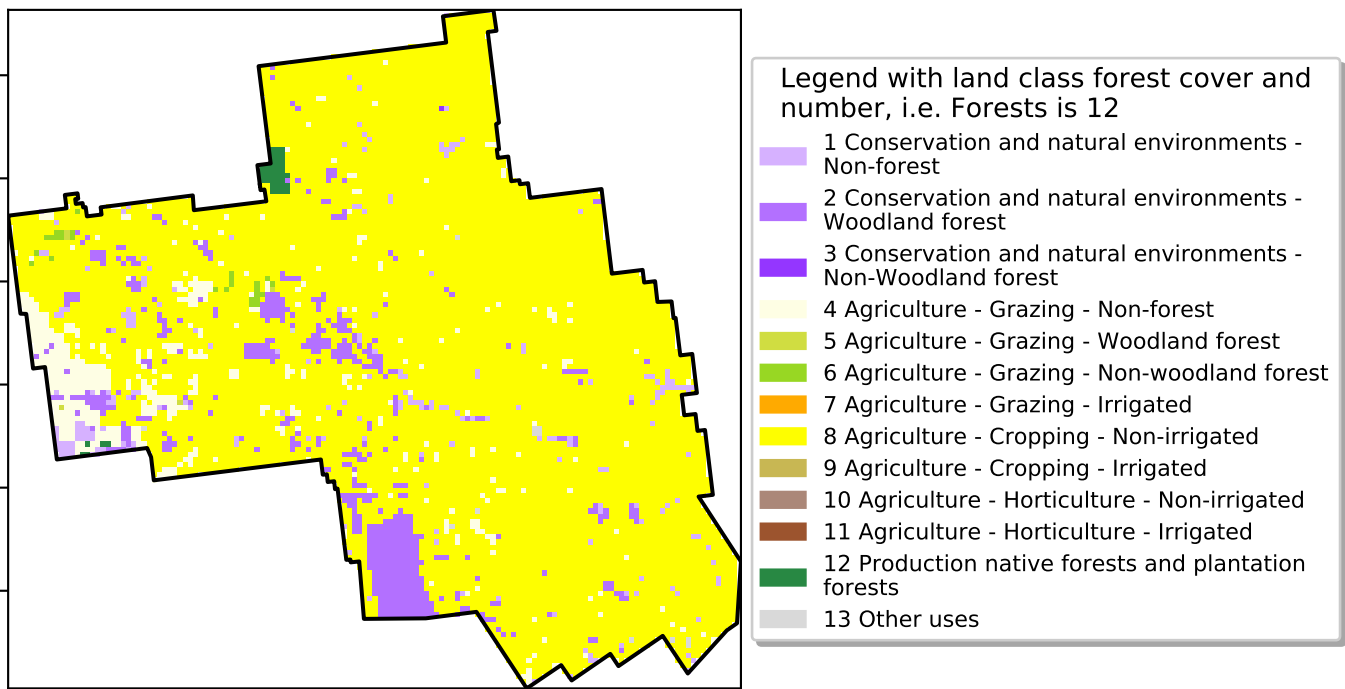 Legend with land class forest cover and
number, i.e. Forests is 12
1 Conservation and natural environments -
Non-forest
2 Conservation and natural environments -
Woodland forest
3 Conservation and natural environments -
Non-Woodland forest
4 Agriculture - Grazing - Non-forest
5 Agriculture - Grazing - Woodland forest
6 Agriculture - Grazing - Non-woodland forest
7 Agriculture - Grazing - Irrigated
8 Agriculture - Cropping - Non-irrigated
9 Agriculture - Cropping - Irrigated
10 Agriculture - Horticulture - Non-irrigated
11 Agriculture - Horticulture - Irrigated
12 Production native forests and plantation
forests
13 Other uses